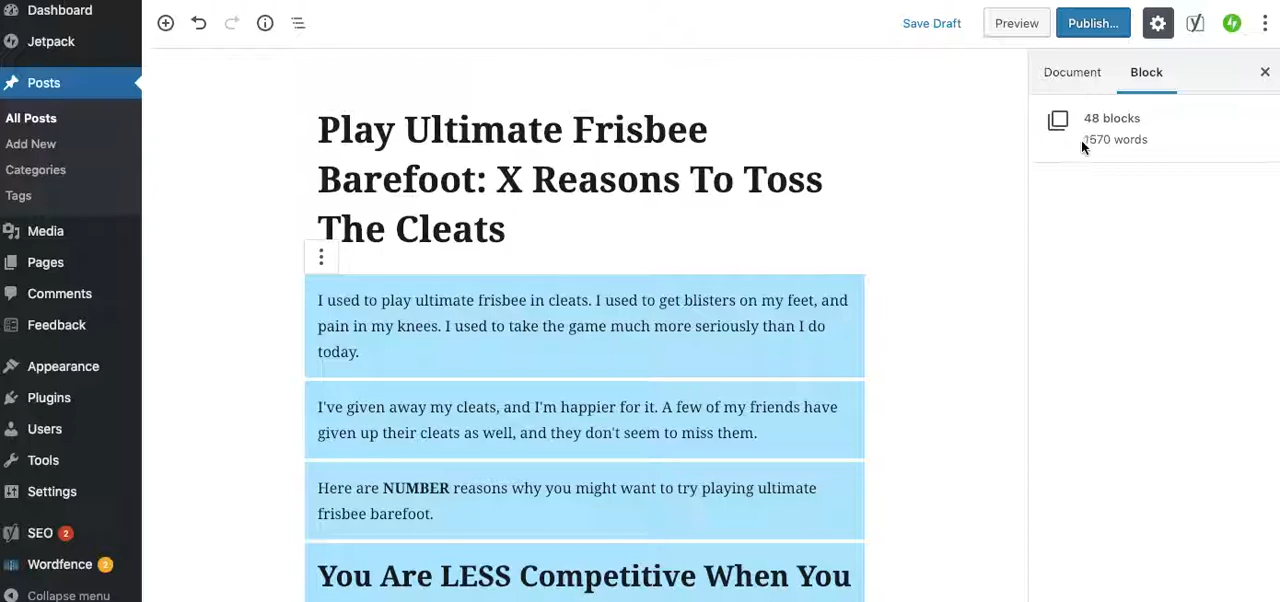 Dashboard
Jetpack
Posts
All Posts
Add New
Categories
Tags
Media
Pages
Comments
Feedback
Appearance
Plugins
Users
Tools
Settings
SEO 2
Wordfence 2
Collapse menu
Save Draft
Preview
Publish...
Document
Block
48 blocks
1570 words
Play Ultimate Frisbee
Barefoot: X Reasons To Toss
The Cleats
I used to play ultimate frisbee in cleats. I used to get blisters on my feet, and
pain in my knees. I used to take the game much more seriously than I do
today.
I've given away my cleats, and I'm happier for it. A few of my friends have
given up their cleats as well, and they don't seem to miss them.
Here are NUMBER reasons why you might want to try playing ultimate
frisbee barefoot.
You Are LESS Competitive When You